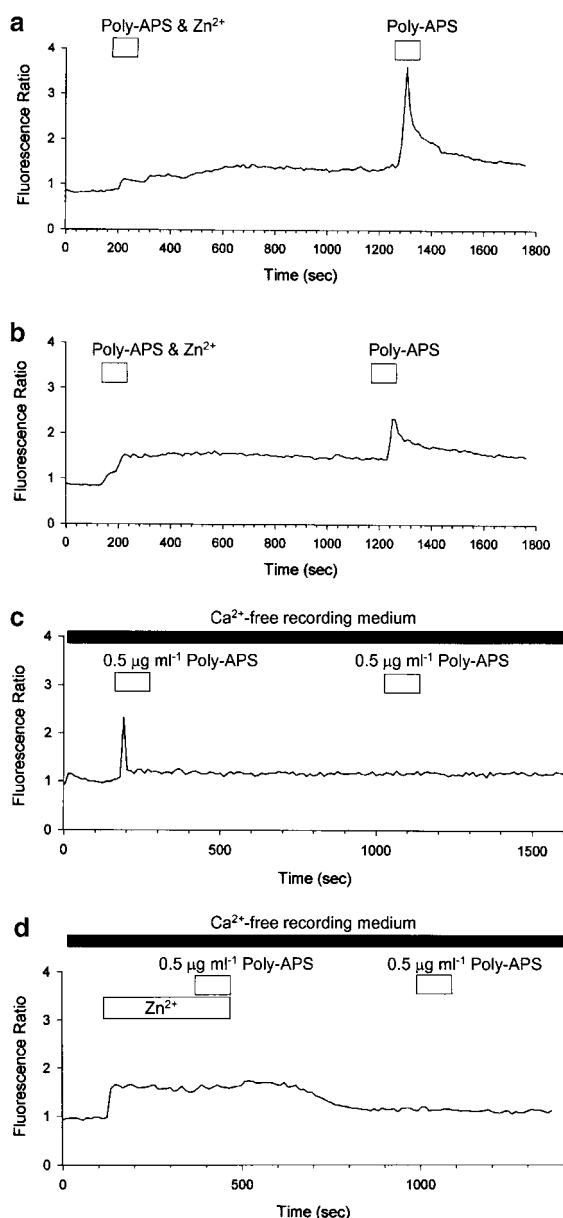 a
Poly-APS & Zn²⁺ Poly-APS
4
3
2
1
0
Fluorescence Ratio
0 200 400 600 800 1000 1200 1400 1600 1800
Time (sec)
b
Poly-APS & Zn²⁺ Poly-APS
4
3
2
1
0
Fluorescence Ratio
0 200 400 600 800 1000 1200 1400 1600 1800
Time (sec)
c
Ca²⁺-free recording medium
0.5 µg ml⁻¹ Poly-APS 0.5 µg ml⁻¹ Poly-APS
4
3
2
1
0
Fluorescence Ratio
0 500 1000 1500
Time (sec)
d
Ca²⁺-free recording medium
0.5 µg ml⁻¹ Poly-APS 0.5 µg ml⁻¹ Poly-APS
Zn²⁺
4
3
2
1
0
Fluorescence Ratio
0 500 1000
Time (sec)